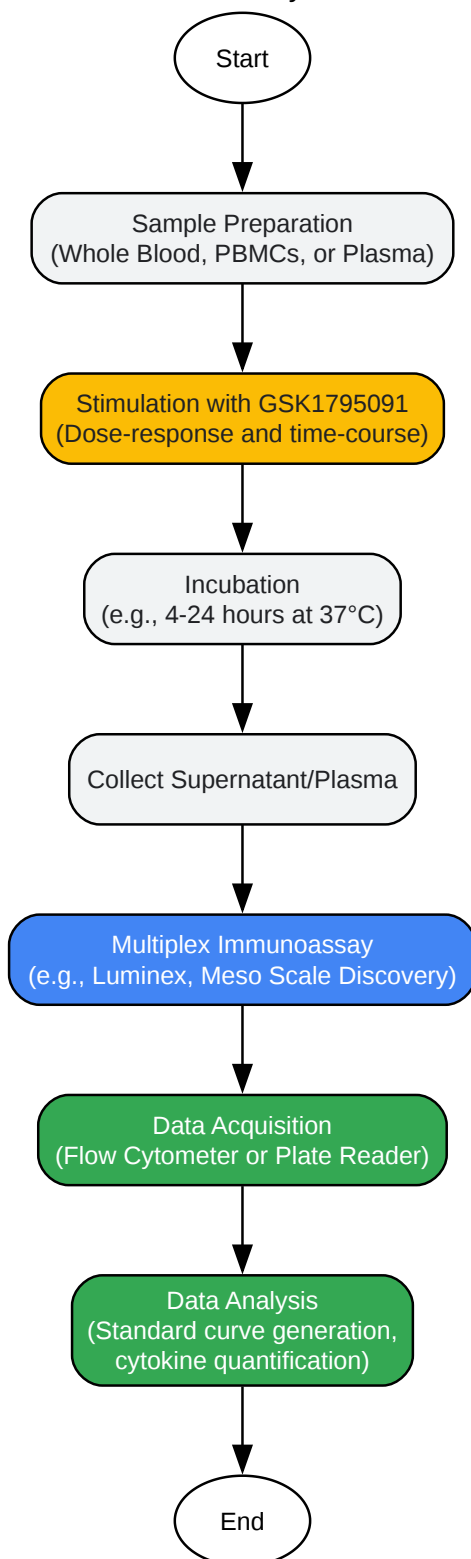 Start
Sample Preparation
(Whole Blood, PBMCs, or Plasma)
Stimulation with GSK1795091
(Dose-response and time-course)
Incubation
(e.g., 4-24 hours at 37°C)
Collect Supernatant/Plasma
Multiplex Immunoassay
(e.g., Luminex, Meso Scale Discovery)
Data Acquisition
(Flow Cytometer or Plate Reader)
Data Analysis
(Standard curve generation,
cytokine quantification)
End